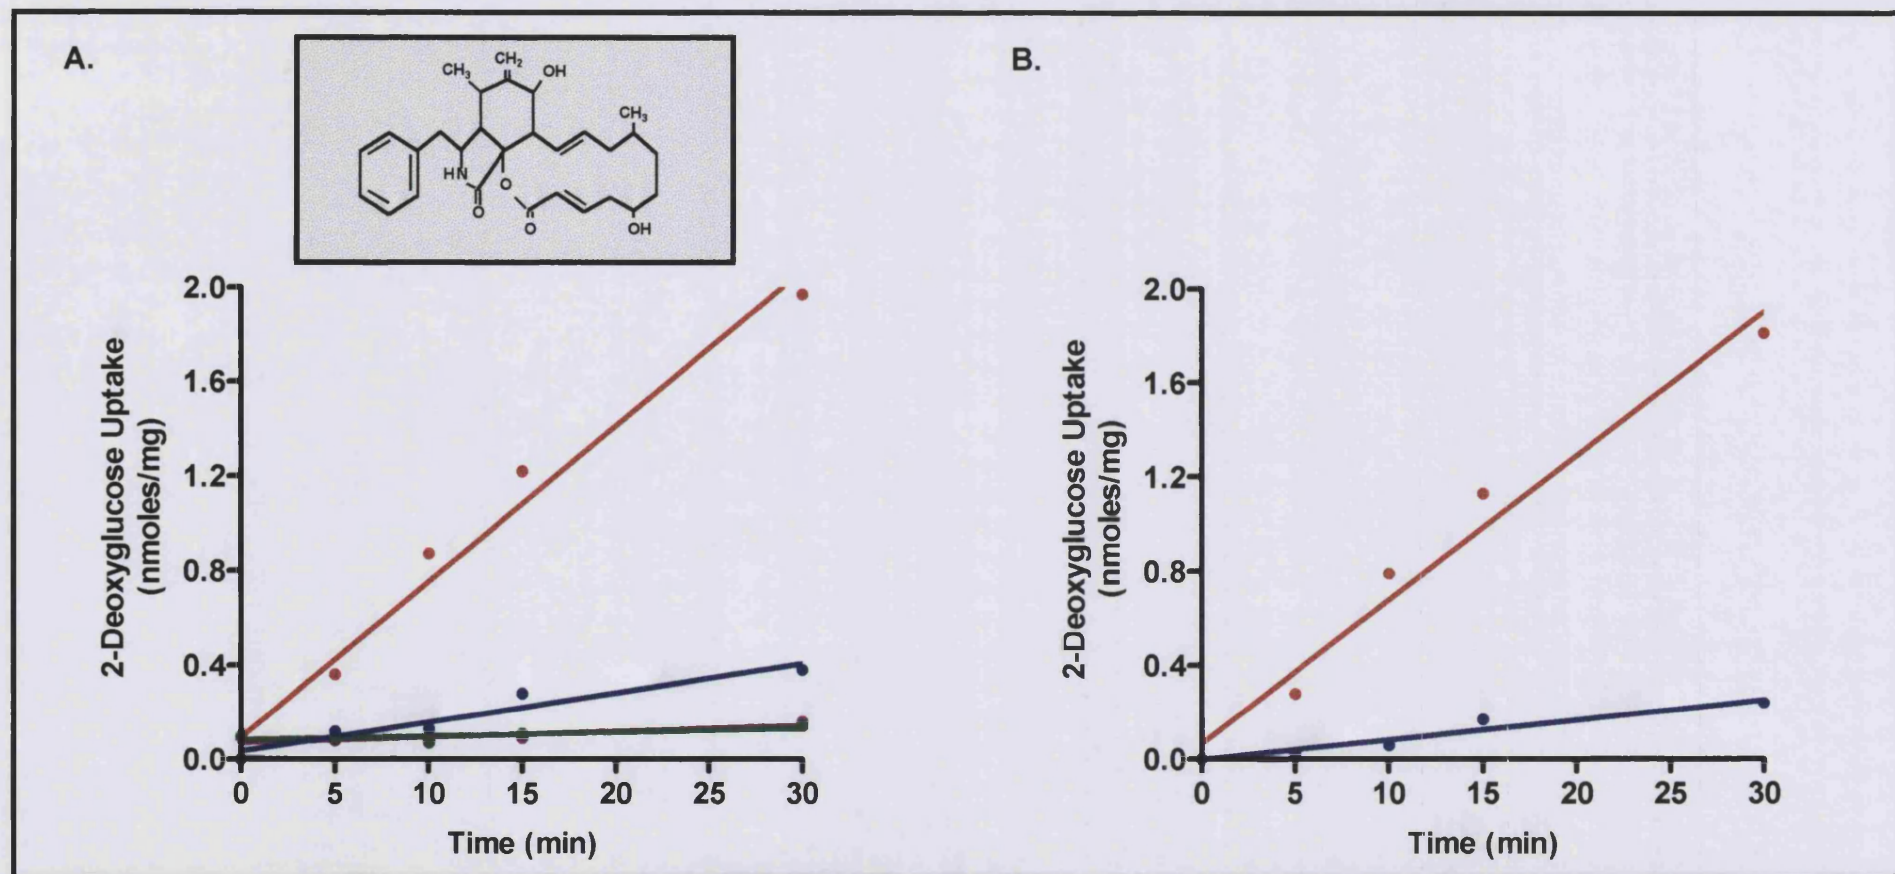 A.
CH3
CH2
OH
CH3
HN
O
O
O
OH
2-Deoxyglucose Uptake
(nmoles/mg)
2.0
1.6
1.2
0.8
0.4
0.0
0 5 10 15 20 25 30
Time (min)
B.
2-Deoxyglucose Uptake
(nmoles/mg)
2.0
1.6
1.2
0.8
0.4
0.0
0 5 10 15 20 25 30
Time (min)